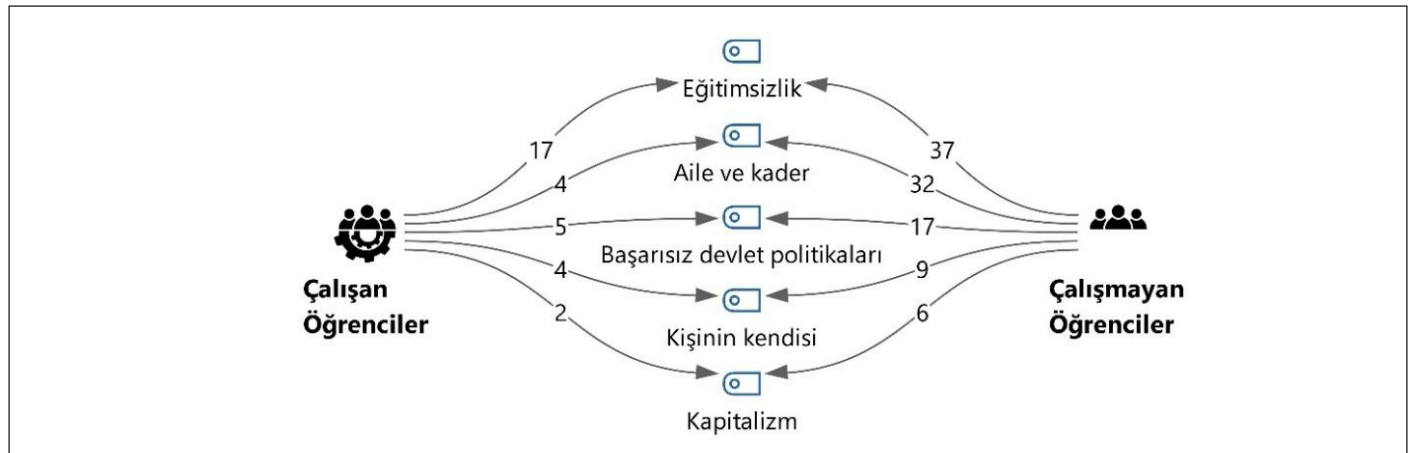 Eğitimsizlik
17
37
Aile ve kader
4
32
Başarısız devlet politikaları
5
17
Çalışan
Öğrenciler
Çalışmayan
Öğrenciler
4
9
Kişinin kendisi
2
6
Kapitalizm